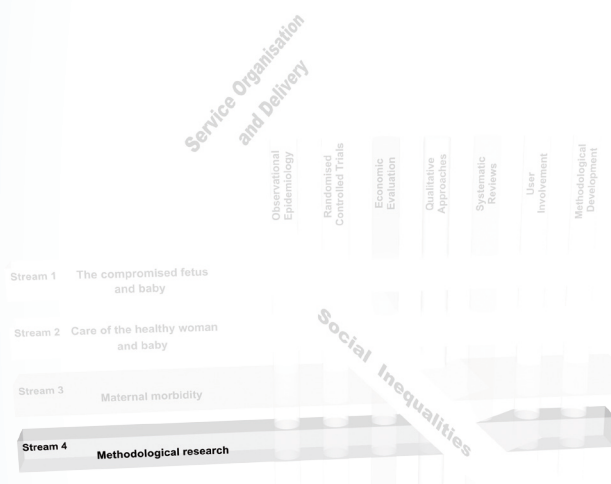 Service Organisation
and Delivery
Observational
Epidemiology
Randomised
Controlled Trials
Economic
Evaluation
Qualitative
Approaches
Systematic
Reviews
User
Involvement
Methodological
Development
Stream 1
The compromised fetus
and baby
Stream 2
Care of the healthy woman
and baby
Social Inequalities
Stream 3
Maternal morbidity
Stream 4
Methodological research